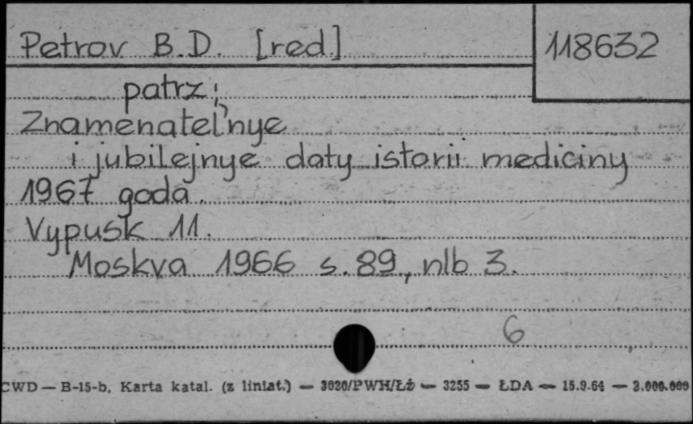 Petrov B.D. [red.]
118632
patrz:
Znamenatel'nye
i jubilejnye daty istorii mediciny
1967 goda.
Vypusk 11.
Moskva 1966 s. 89, nlb 3.
6
CWD — B-15-b, Karta katal. (z liniat.) — 3020/PWH/Łż — 3255 — ŁDA — 15.9.64 — 2.000.000